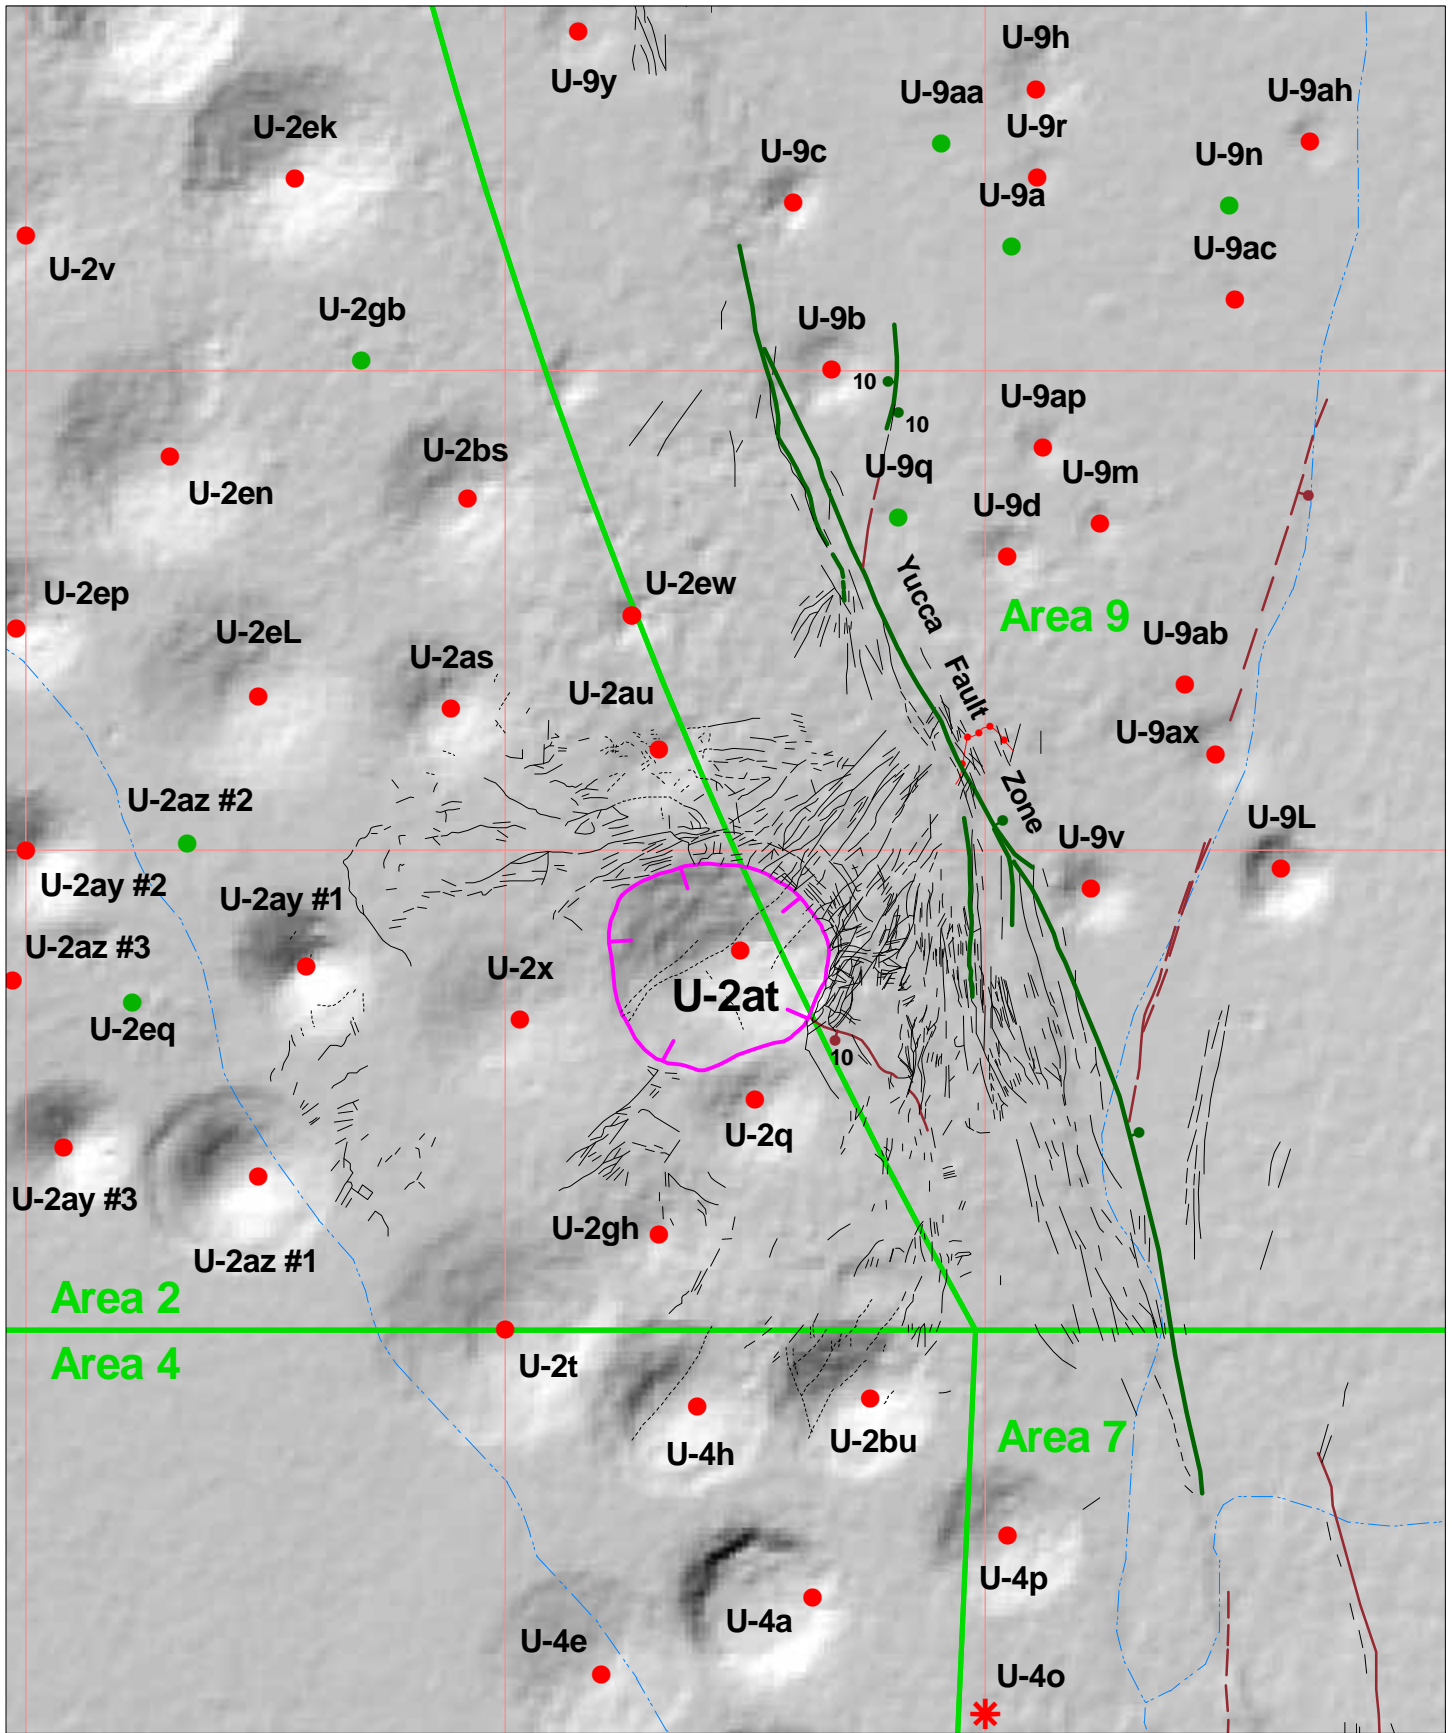 U-9h
U-9y
U-9aa
U-9ah
U-2ek
U-9r
U-9c
U-9n
U-9a
U-9ac
U-2v
U-2gb
U-9b
10
U-9ap
10
U-2bs
U-9q
U-9m
U-2en
U-9d
Yucca Fault Zone
U-2ep
U-2ew
Area 9
U-2eL
U-9ab
U-2as
U-2au
U-9ax
U-2az #2
U-9L
U-9v
U-2ay #2
U-2ay #1
U-2az #3
U-2x
U-2at
U-2eq
10
U-2q
U-2ay #3
U-2gh
U-2az #1
Area 2
Area 4
U-2t
Area 7
U-4h
U-2bu
U-4p
U-4a
U-4e
U-4o